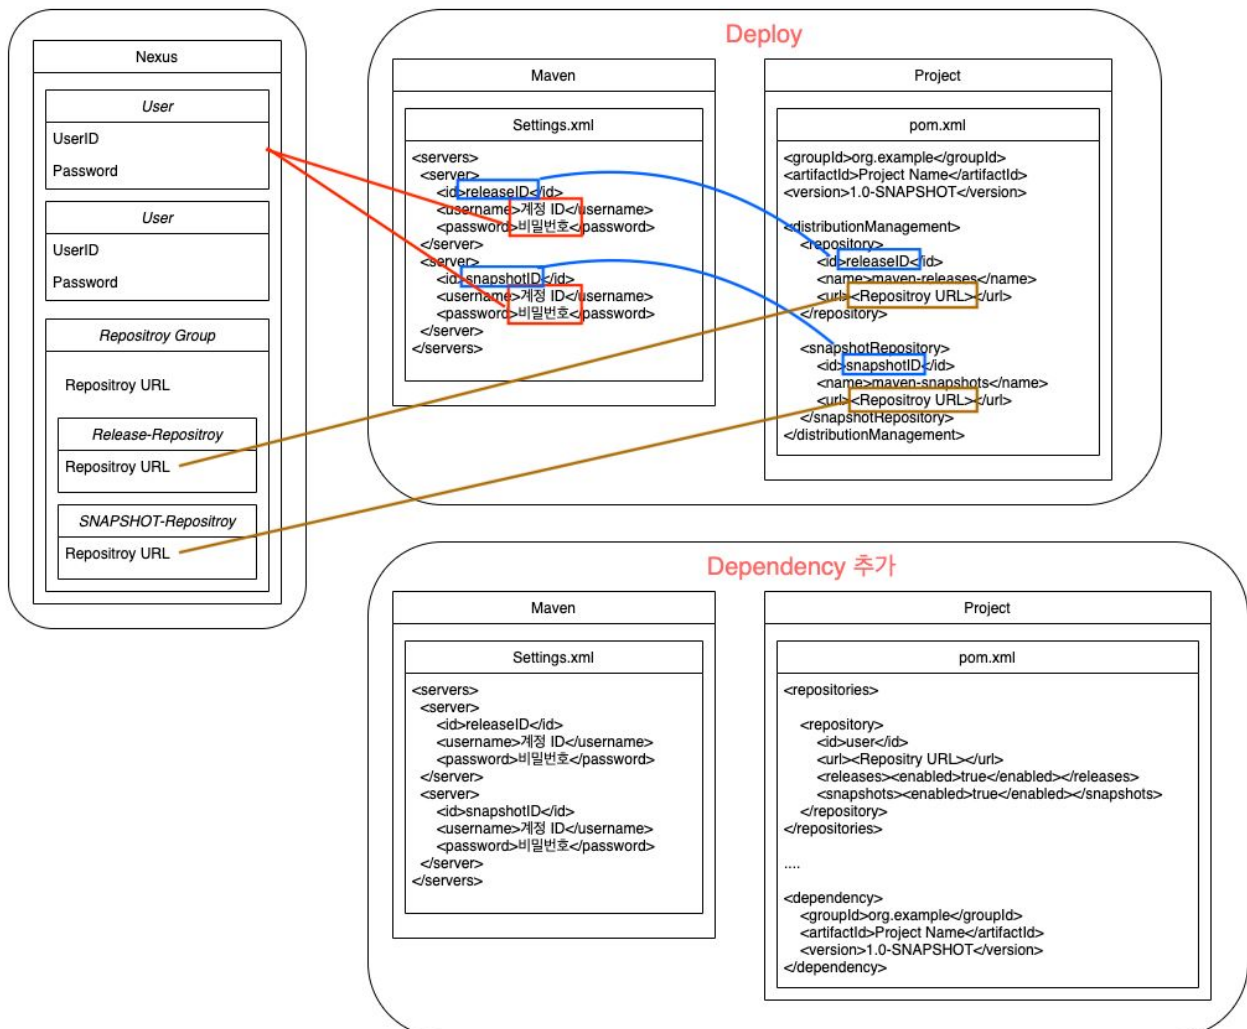 Nexus
User
UserID
Password
User
UserID
Password
Repositroy Group
Repositroy URL
Release-Repositroy
Repositroy URL
SNAPSHOT-Repositroy
Repositroy URL
Deploy
Maven
Settings.xml
<servers>
<server>
<id>releaseID</id>
<username>계정 ID</username>
<password>비밀번호</password>
</server>
<server>
<id>snapshotID</id>
<username>계정 ID</username>
<password>비밀번호</password>
</server>
</servers>
Project
pom.xml
<groupId>org.example</groupId>
<artifactId>Project Name</artifactId>
<version>1.0-SNAPSHOT</version>
<distributionManagement>
<repository>
<id>releaseID</id>
<name>maven-releases</name>
<url><Repositroy URL></url>
</repository>
<snapshotRepository>
<id>snapshotID</id>
<name>maven-snapshots</name>
<url><Repositroy URL></url>
</snapshotRepository>
</distributionManagement>
Dependency 추가
Maven
Settings.xml
<servers>
<server>
<id>releaseID</id>
<username>계정 ID</username>
<password>비밀번호</password>
</server>
<server>
<id>snapshotID</id>
<username>계정 ID</username>
<password>비밀번호</password>
</server>
</servers>
Project
pom.xml
<repositories>
<repository>
<id>user</id>
<url><Repositry URL></url>
<releases><enabled>true</enabled></releases>
<snapshots><enabled>true</enabled></snapshots>
</repository>
</repositories>
....
<dependency>
<groupId>org.example</groupId>
<artifactId>Project Name</artifactId>
<version>1.0-SNAPSHOT</version>
</dependency>